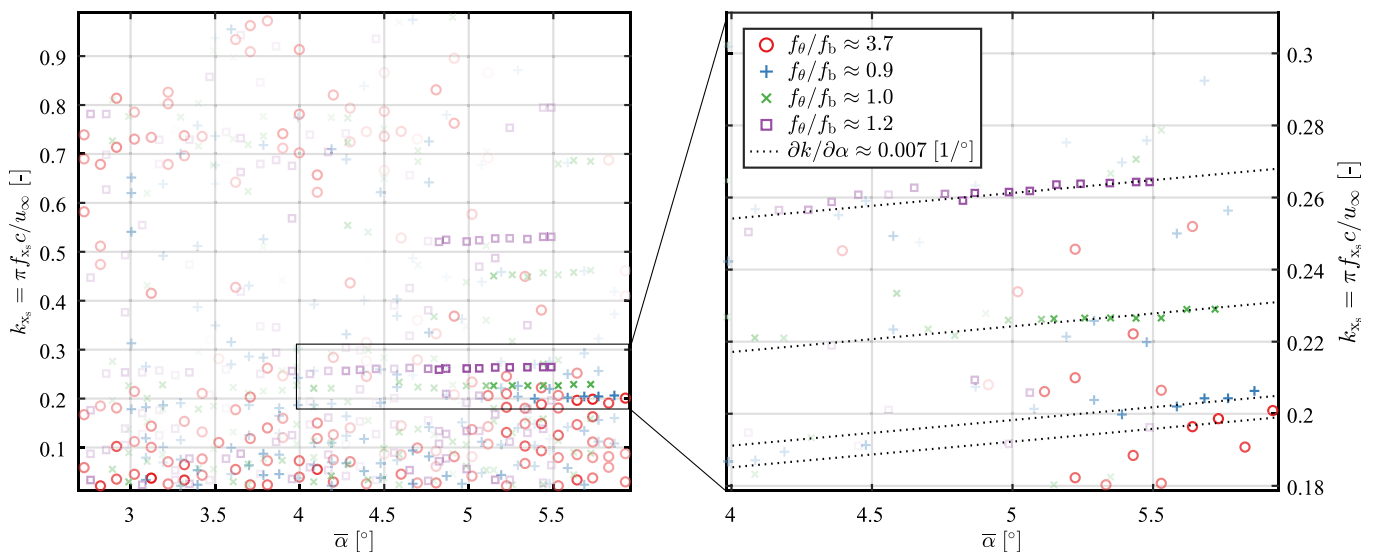 0.9
0.8
0.7
0.6
0.5
0.4
0.3
0.2
0.1
k_{x_s} = π f_{x_s} c/u_∞ [-]
3
3.5
4
4.5
5
5.5
α̅ [°]
f_θ/f_b ≈ 3.7
f_θ/f_b ≈ 0.9
f_θ/f_b ≈ 1.0
f_θ/f_b ≈ 1.2
∂k/∂α ≈ 0.007 [1/°]
0.3
0.28
0.26
0.24
0.22
0.2
0.18
k_{x_s} = π f_{x_s} c/u_∞ [-]
4
4.5
5
5.5
α̅ [°]